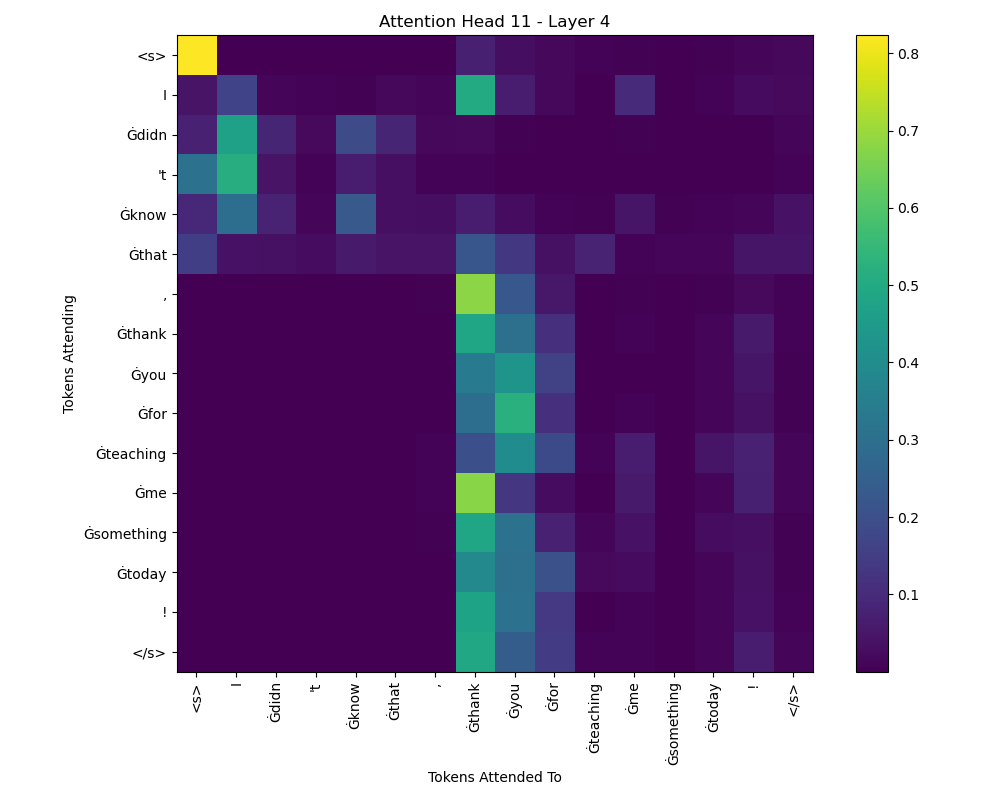 Attention Head 11 - Layer 4
<s>
I
Ġdidn
't
Ġknow
Ġthat
,
Ġthank
Ġyou
Ġfor
Ġteaching
Ġme
Ġsomething
Ġtoday
!
</s>
Tokens Attending
<s>
I
Ġdidn
't
Ġknow
Ġthat
,
Ġthank
Ġyou
Ġfor
Ġteaching
Ġme
Ġsomething
Ġtoday
!
</s>
Tokens Attended To
0.8
0.7
0.6
0.5
0.4
0.3
0.2
0.1